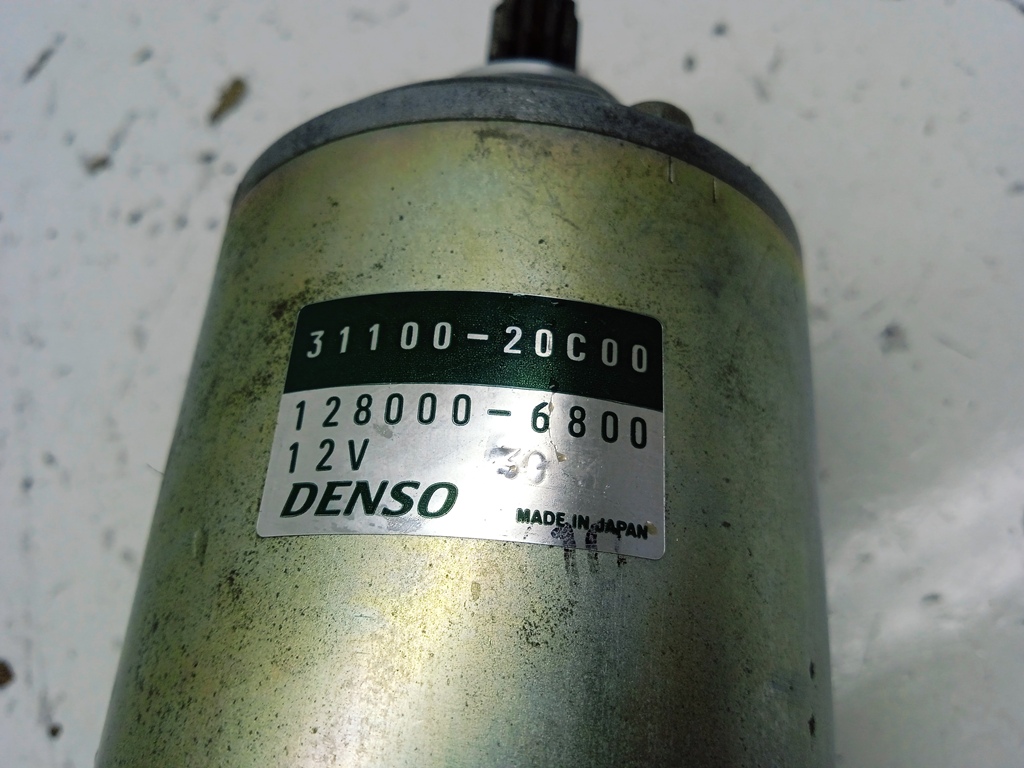 31100-20C00
128000-6800
12V
DENSO
MADE IN JAPAN